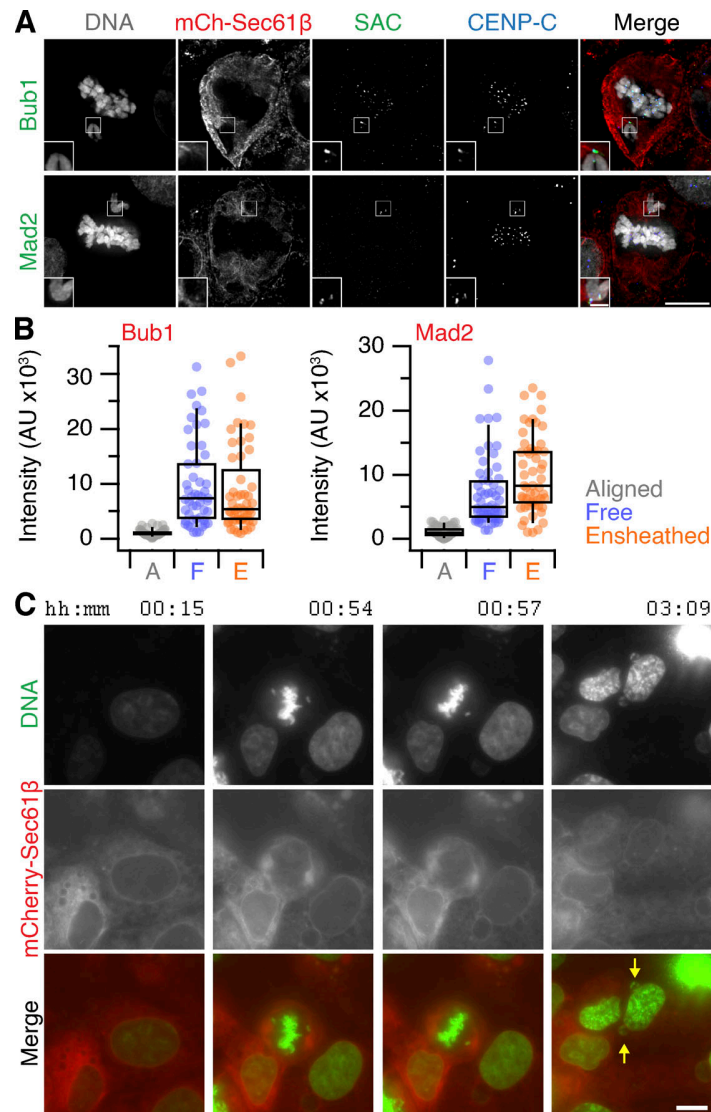 A
DNA mCh-Sec61β SAC CENP-C Merge
Bub1
Mad2
B
Bub1
Intensity (AU x10³)
30
20
10
0
A F E
Mad2
Intensity (AU x10³)
30
20
10
0
A F E
Aligned
Free
Ensheathed
C
hh:mm 00:15 00:54 00:57 03:09
DNA
mCherry-Sec61β
Merge